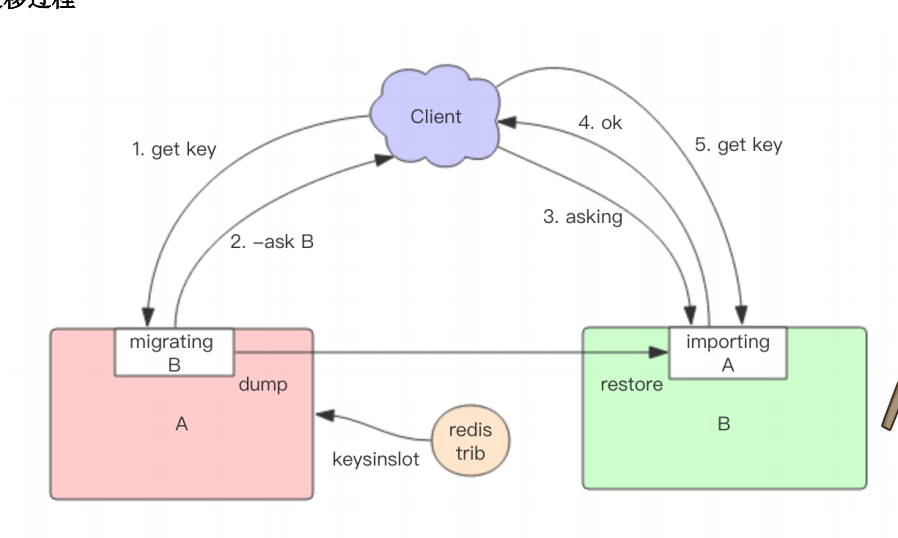 移过程
Client
1. get key
2. –ask B
3. asking
4. ok
5. get key
migrating
B
importing
A
dump
restore
A
B
redis
trib
keysinslot